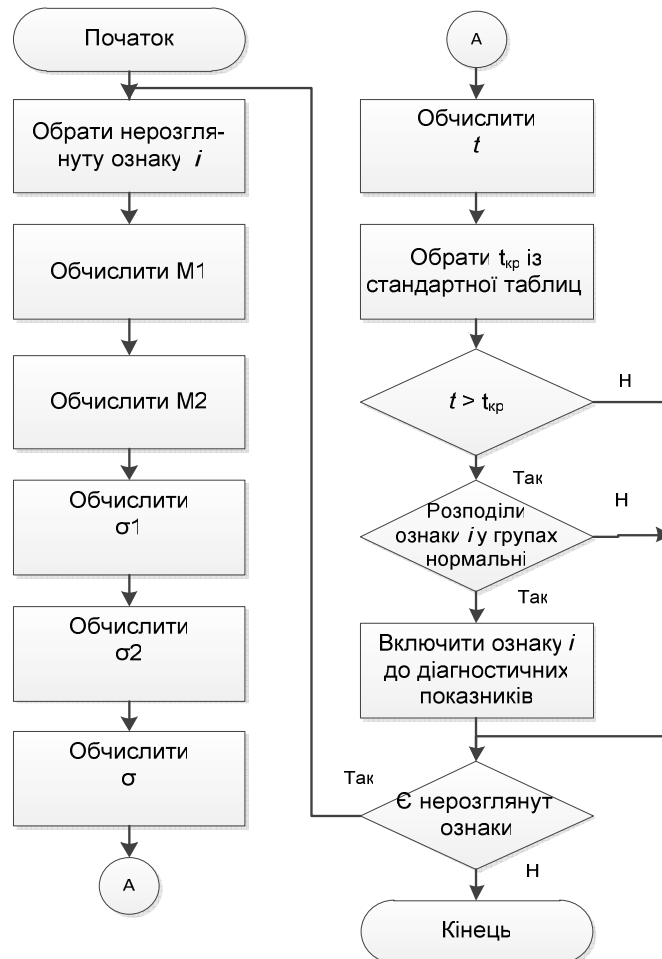 Початок
Обрати нерозгля-
нуту ознаку i
Обчислити М1
Обчислити М2
Обчислити
σ1
Обчислити
σ2
Обчислити
σ
А
А
Обчислити
t
Обрати tкр із
стандартної таблиц
t > tкр
Н
Так
Розподіли
ознаки i у групах
нормальні
Н
Так
Включити ознаку i
до діагностичних
показників
Так
Є нерозглянут
ознаки
Н
Кінець